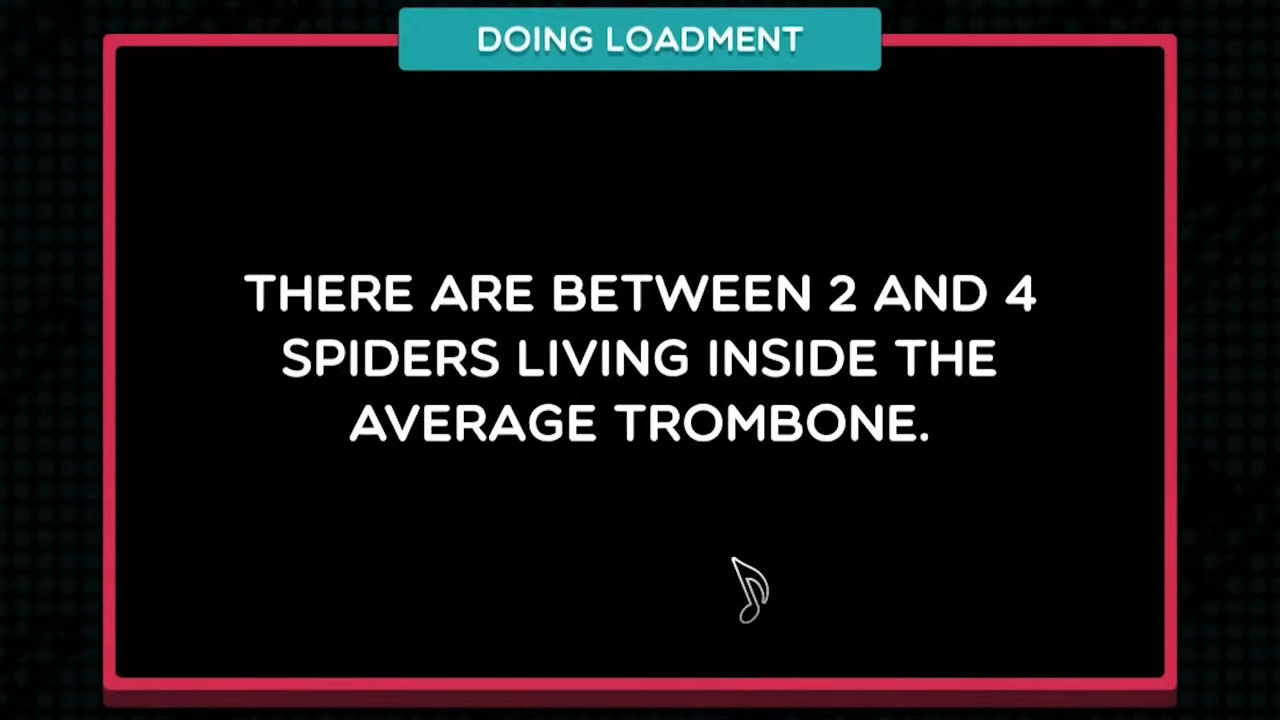 DOING LOADMENT
THERE ARE BETWEEN 2 AND 4
SPIDERS LIVING INSIDE THE
AVERAGE TROMBONE.